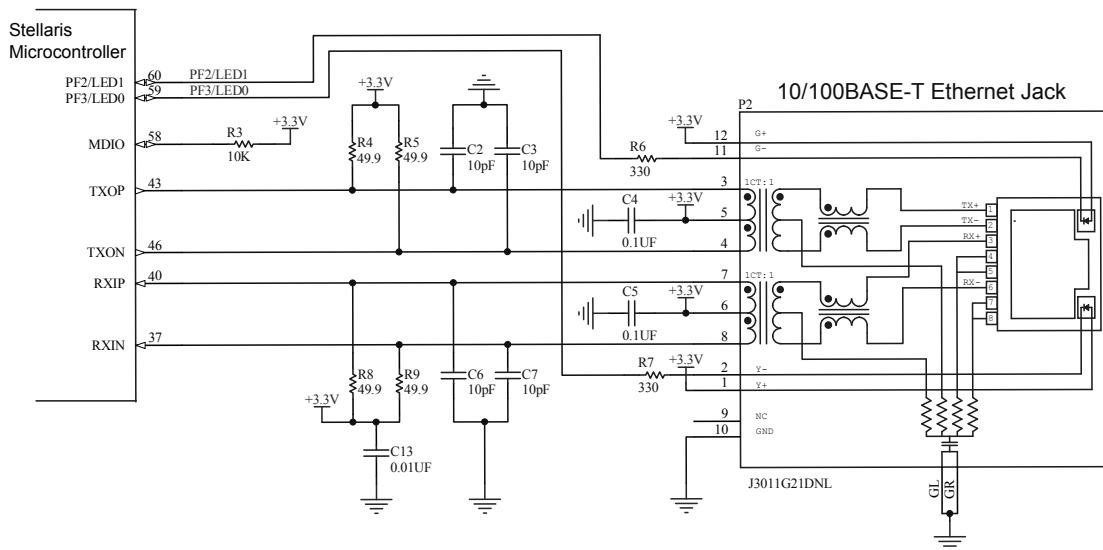 Stellaris
Microcontroller
PF2/LED1
60
PF2/LED1
PF3/LED0
59
PF3/LED0
MDIO
58
R3
10K
+3.3V
TXOP
43
TXON
46
RXIP
40
RXIN
37
+3.3V
R4
49.9
R5
49.9
C2
10pF
C3
10pF
R6
330
+3.3V
C4
0.1UF
+3.3V
C5
0.1UF
+3.3V
R7
330
+3.3V
R8
49.9
R9
49.9
+3.3V
C6
10pF
C7
10pF
C13
0.01UF
10/100BASE-T Ethernet Jack
P2
12
G+
11
G-
3
1CT:1
5
4
7
1CT:1
6
8
2
Y-
1
Y+
9
NC
10
GND
TX+
1
TX-
2
RX+
3
4
5
RX-
6
7
8
J3011G21DNL
GL
GR